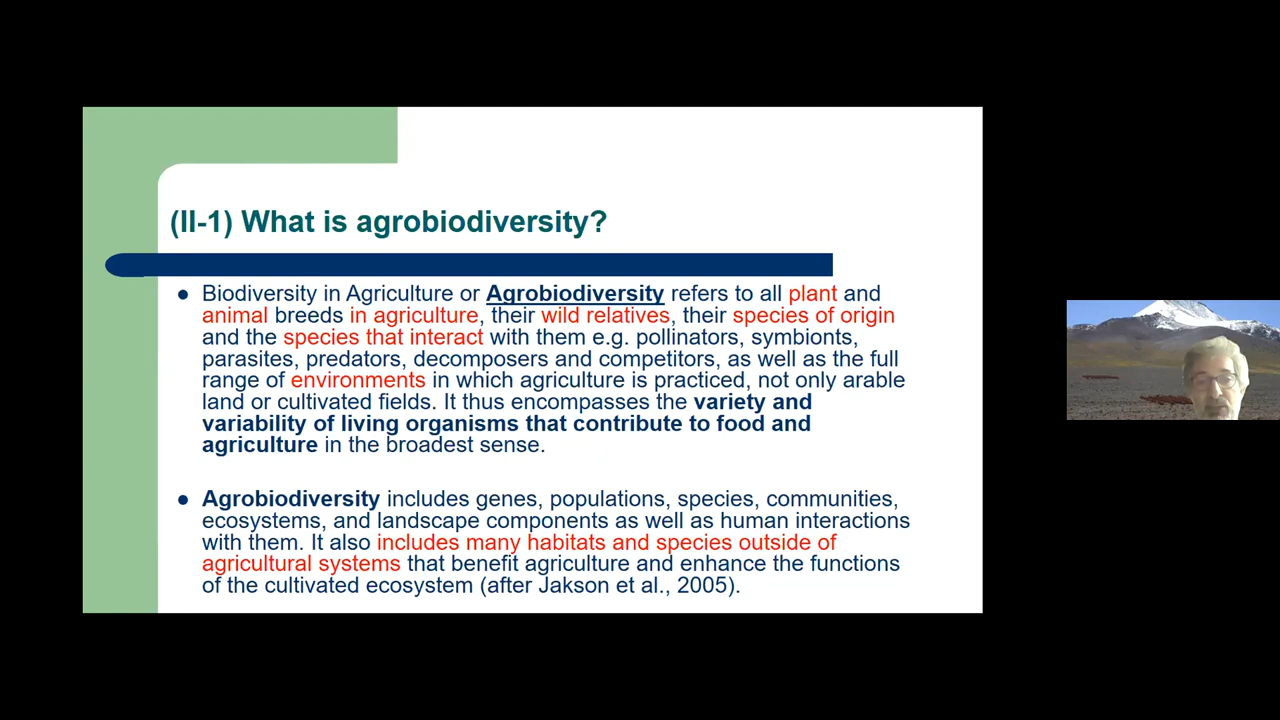 (II-1) What is agrobiodiversity?
● Biodiversity in Agriculture or Agrobiodiversity refers to all plant and
animal breeds in agriculture, their wild relatives, their species of origin
and the species that interact with them e.g. pollinators, symbionts,
parasites, predators, decomposers and competitors, as well as the full
range of environments in which agriculture is practiced, not only arable
land or cultivated fields. It thus encompasses the variety and
variability of living organisms that contribute to food and
agriculture in the broadest sense.
● Agrobiodiversity includes genes, populations, species, communities,
ecosystems, and landscape components as well as human interactions
with them. It also includes many habitats and species outside of
agricultural systems that benefit agriculture and enhance the functions
of the cultivated ecosystem (after Jakson et al., 2005).